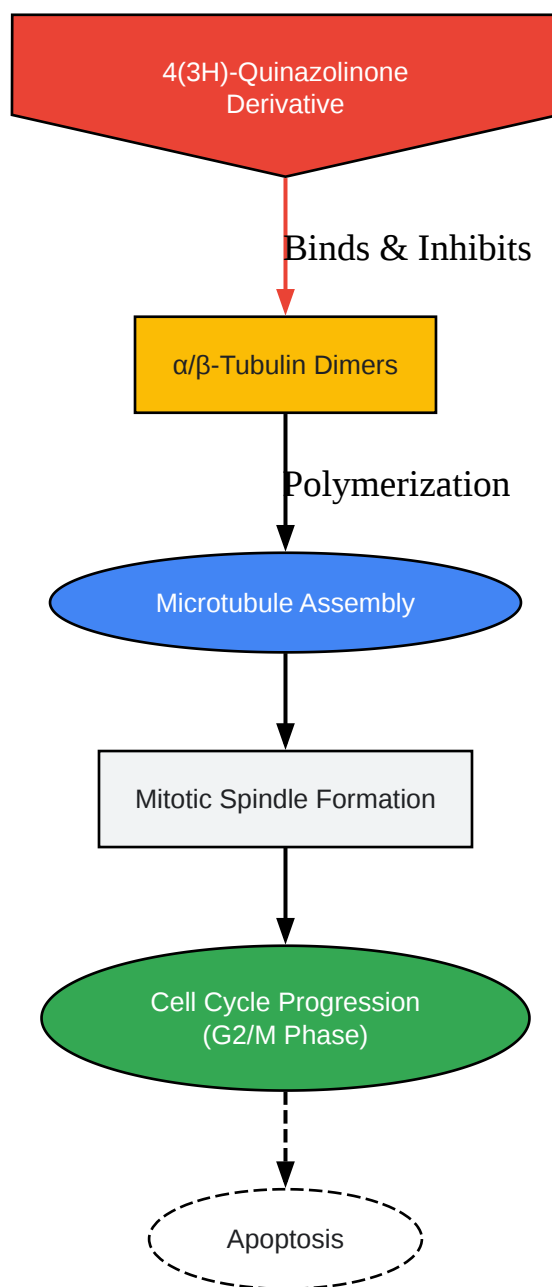 4(3H)-Quinazolinone
Derivative
Binds & Inhibits
α/β-Tubulin Dimers
Polymerization
Microtubule Assembly
Mitotic Spindle Formation
Cell Cycle Progression
(G2/M Phase)
Apoptosis